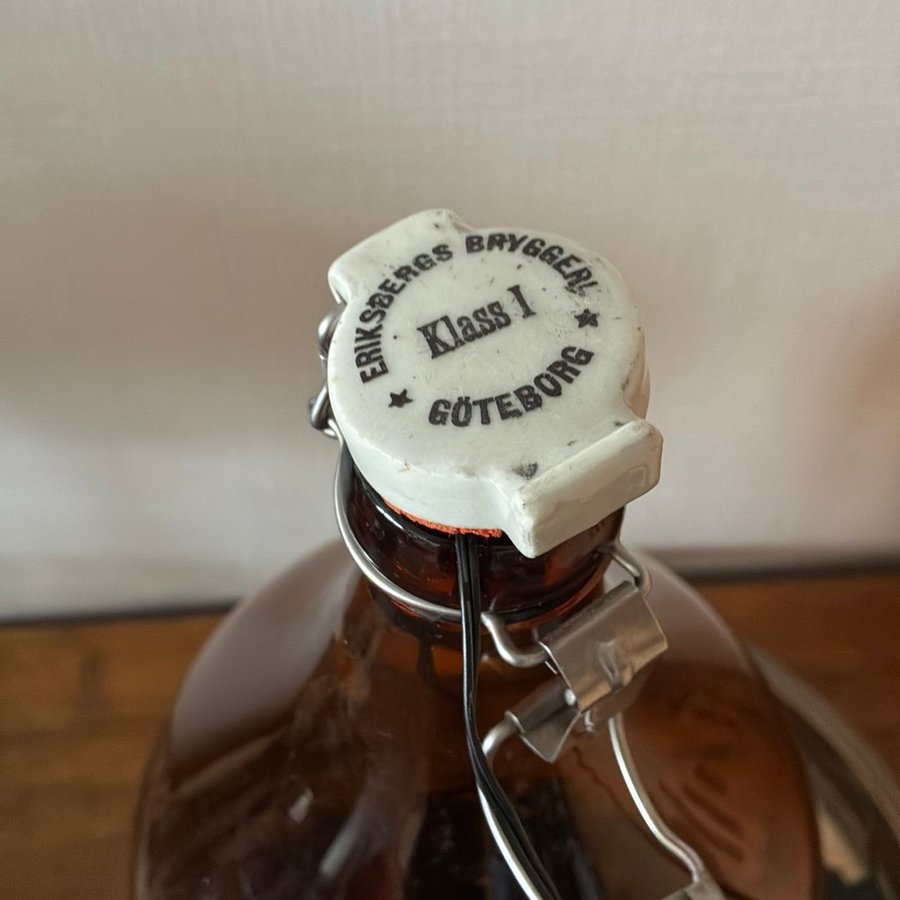 ERIKSBERGS BRYGGERI
Klass I
★ GÖTEBORG ★